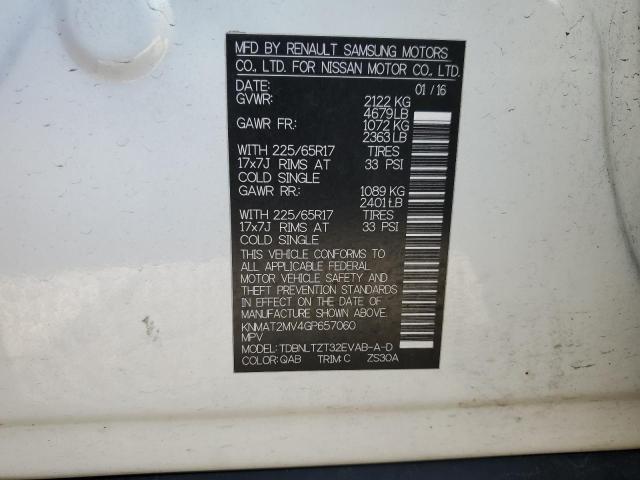 MFD BY RENAULT SAMSUNG MOTORS
CO., LTD. FOR NISSAN MOTOR CO., LTD.
DATE: 01 / 16
GVWR: 2122 KG
4679 LB
GAWR FR: 1072 KG
2363 LB
WITH 225/65R17 TIRES
17x7J RIMS AT 33 PSI
COLD SINGLE
GAWR RR: 1089 KG
2401 LB
WITH 225/65R17 TIRES
17x7J RIMS AT 33 PSI
COLD SINGLE
THIS VEHICLE CONFORMS TO
ALL APPLICABLE FEDERAL
MOTOR VEHICLE SAFETY AND
THEFT PREVENTION STANDARDS
IN EFFECT ON THE DATE OF
MANUFACTURE SHOWN ABOVE.
KNMAT2MV4GP657060
MPV
MODEL: TDBNLTZT32EVAB-A-D
COLOR: QAB TRIM: C ZS30A